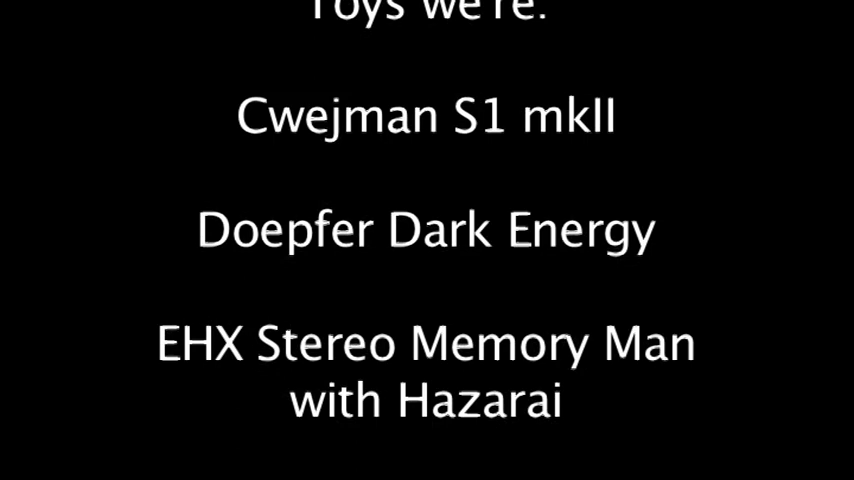 Toys we're:
Cwejman S1 mkII
Doepfer Dark Energy
EHX Stereo Memory Man
with Hazarai